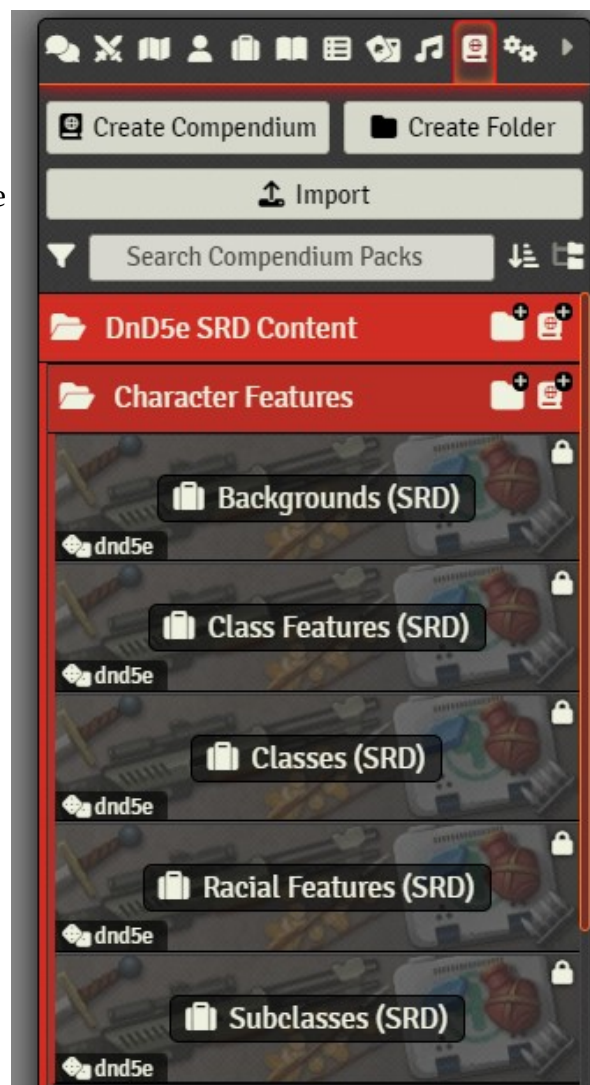 Create Compendium
Create Folder
e
Import
Search Compendium Packs
DnD5e SRD Content
Character Features
Backgrounds (SRD)
dnd5e
Class Features (SRD)
dnd5e
Classes (SRD)
dnd5e
Racial Features (SRD)
dnd5e
Subclasses (SRD)
dnd5e